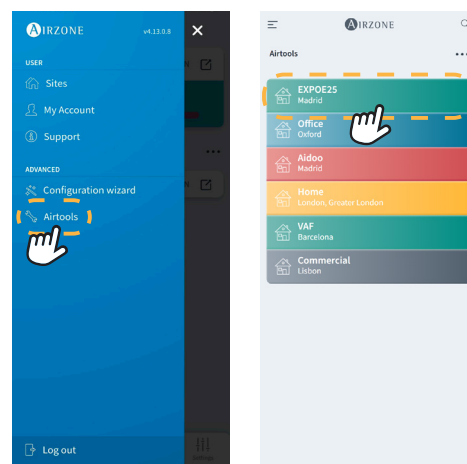 AIRZONE
v4.13.0.8
USER
Sites
My Account
Support
ADVANCED
Configuration wizard
Airtools
Log out
Settings
AIRZONE
Airtools
EXPOE25
Madrid
Office
Oxford
Aidoo
Madrid
Home
London, Greater London
VAF
Barcelona
Commercial
Lisbon